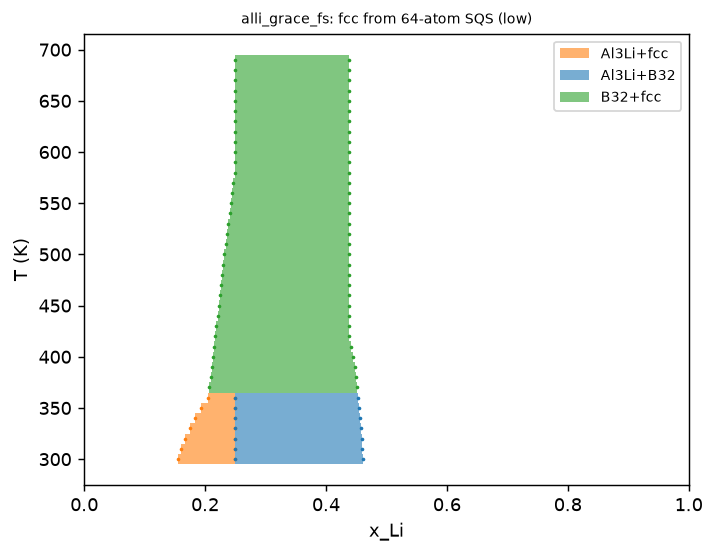 alli_grace_fs: fcc from 64-atom SQS (low)
Al3Li+fcc
Al3Li+B32
B32+fcc
T (K)
700
650
600
550
500
450
400
350
300
0.0 0.2 0.4 0.6 0.8 1.0
x_Li